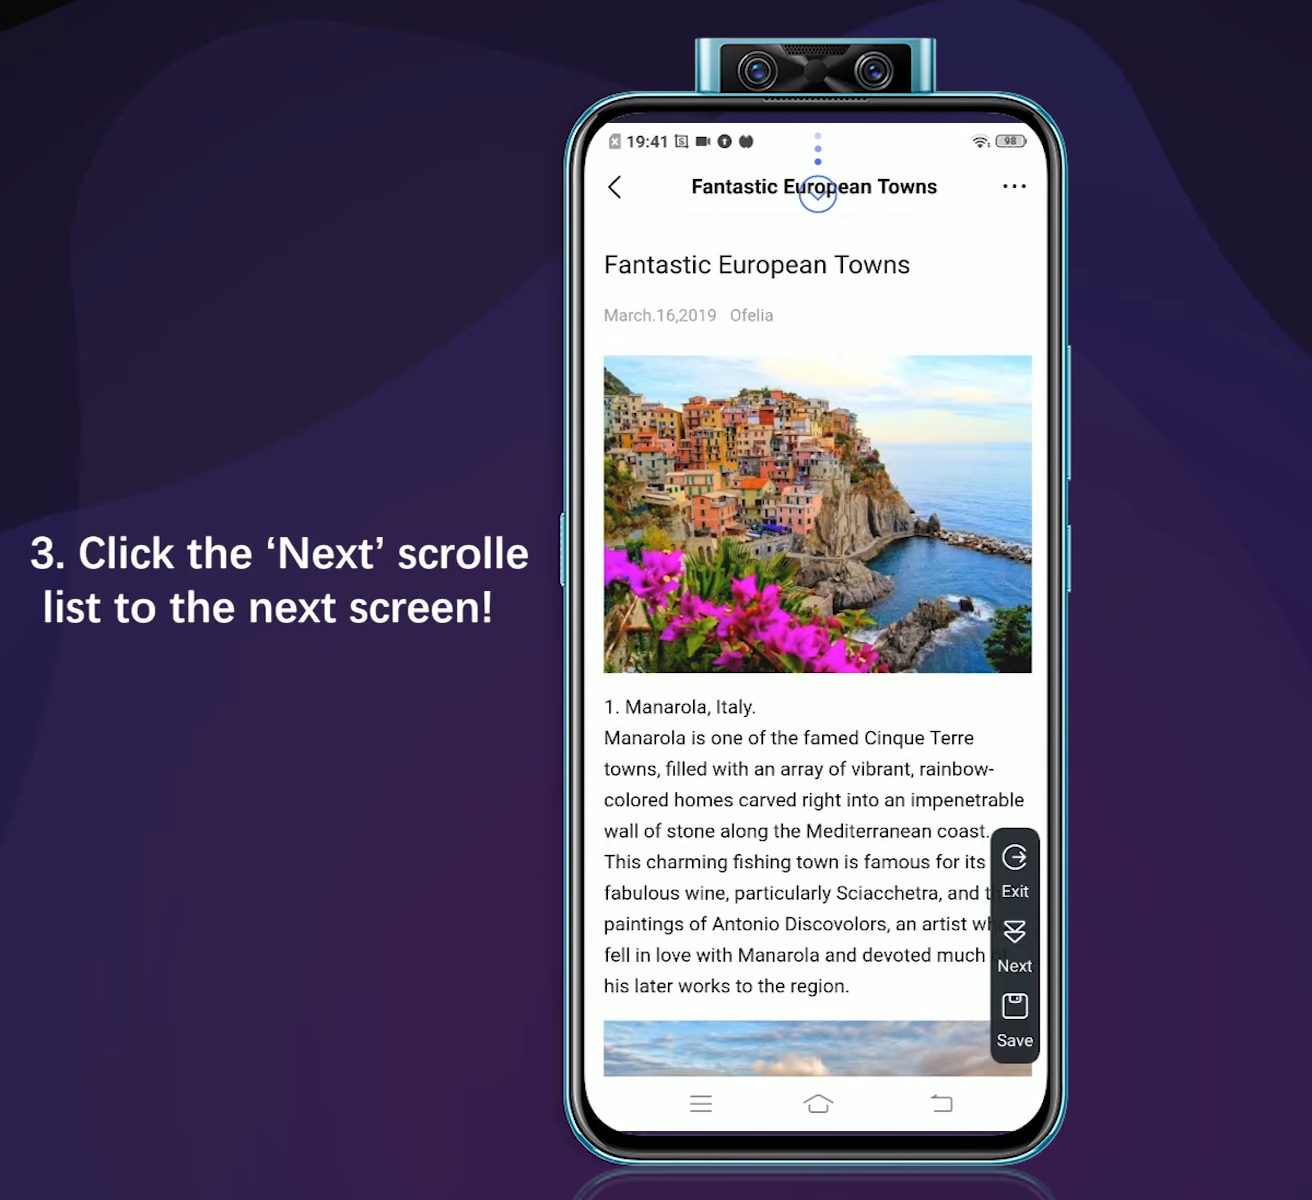 3. Click the ‘Next’ scrolle
list to the next screen!
19:41
98
Fantastic European Towns
Fantastic European Towns
March.16,2019 Ofelia
1. Manarola, Italy.
Manarola is one of the famed Cinque Terre
towns, filled with an array of vibrant, rainbow-
colored homes carved right into an impenetrable
wall of stone along the Mediterranean coast.
This charming fishing town is famous for its
fabulous wine, particularly Sciacchetra, and
paintings of Antonio Discovolors, an artist
fell in love with Manarola and devoted much
his later works to the region.
Exit
Next
Save